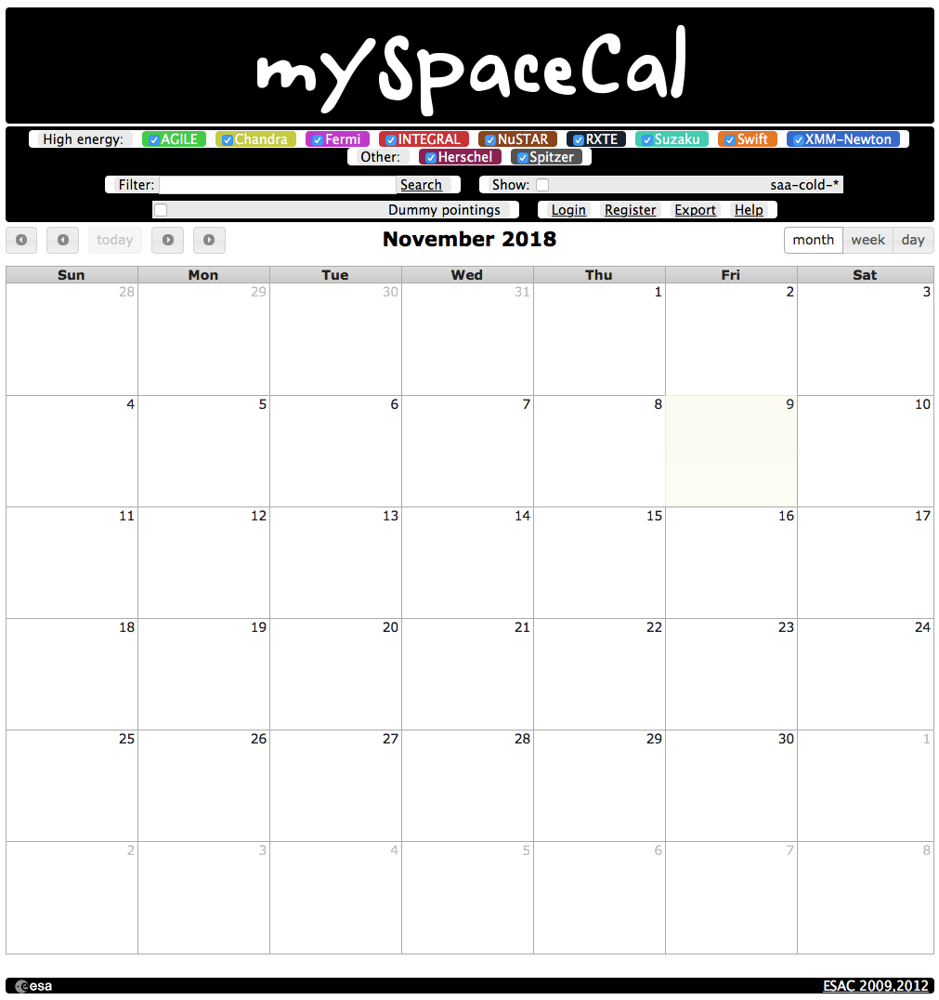 mySpaceCal
High energy: AGILE Chandra Fermi INTEGRAL NuSTAR RXTE Suzaku Swift XMM-Newton
Other: Herschel Spitzer
Filter: Search Show: saa-cold-*
Dummy pointings Login Register Export Help
today November 2018 month week day
Sun Mon Tue Wed Thu Fri Sat
28 29 30 31 1 2 3
4 5 6 7 8 9 10
11 12 13 14 15 16 17
18 19 20 21 22 23 24
25 26 27 28 29 30 1
2 3 4 5 6 7 8
esa ESAC 2009,2012